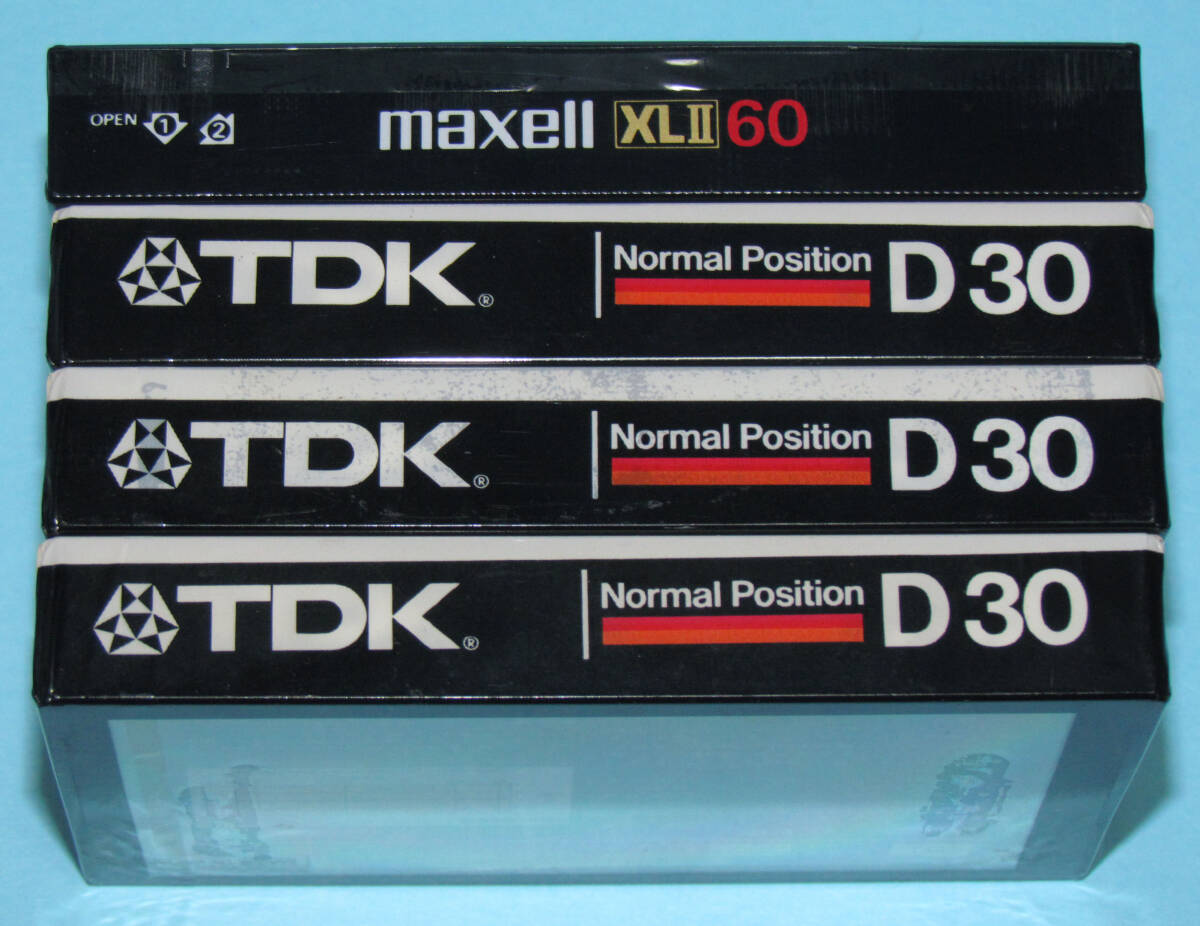 OPEN 1 2 maxell XLII 60
TDK® Normal Position D 30
TDK® Normal Position D 30
TDK® Normal Position D 30